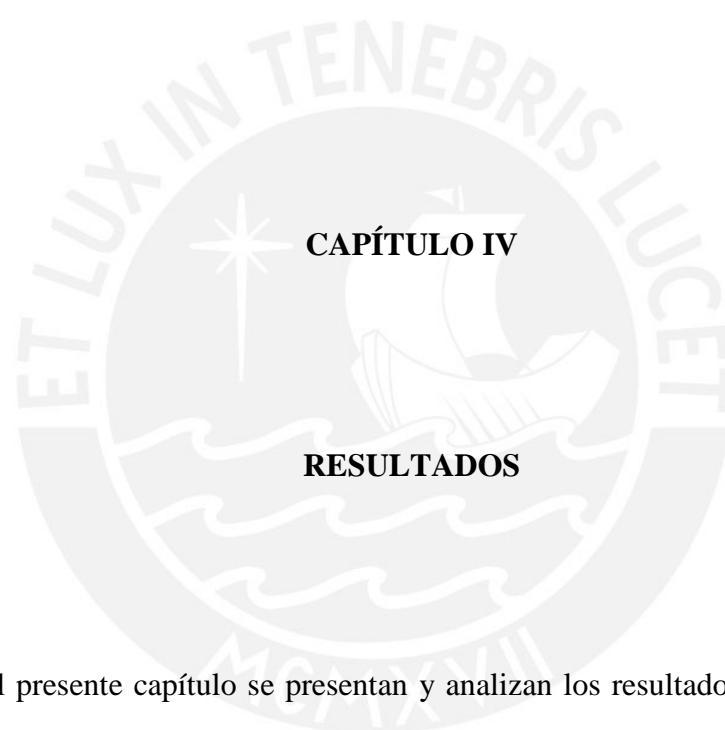 ET LUX IN TENEBRIS LUCET
CAPÍTULO IV
RESULTADOS
l presente capítulo se presentan y analizan los resultado
MCMXVII